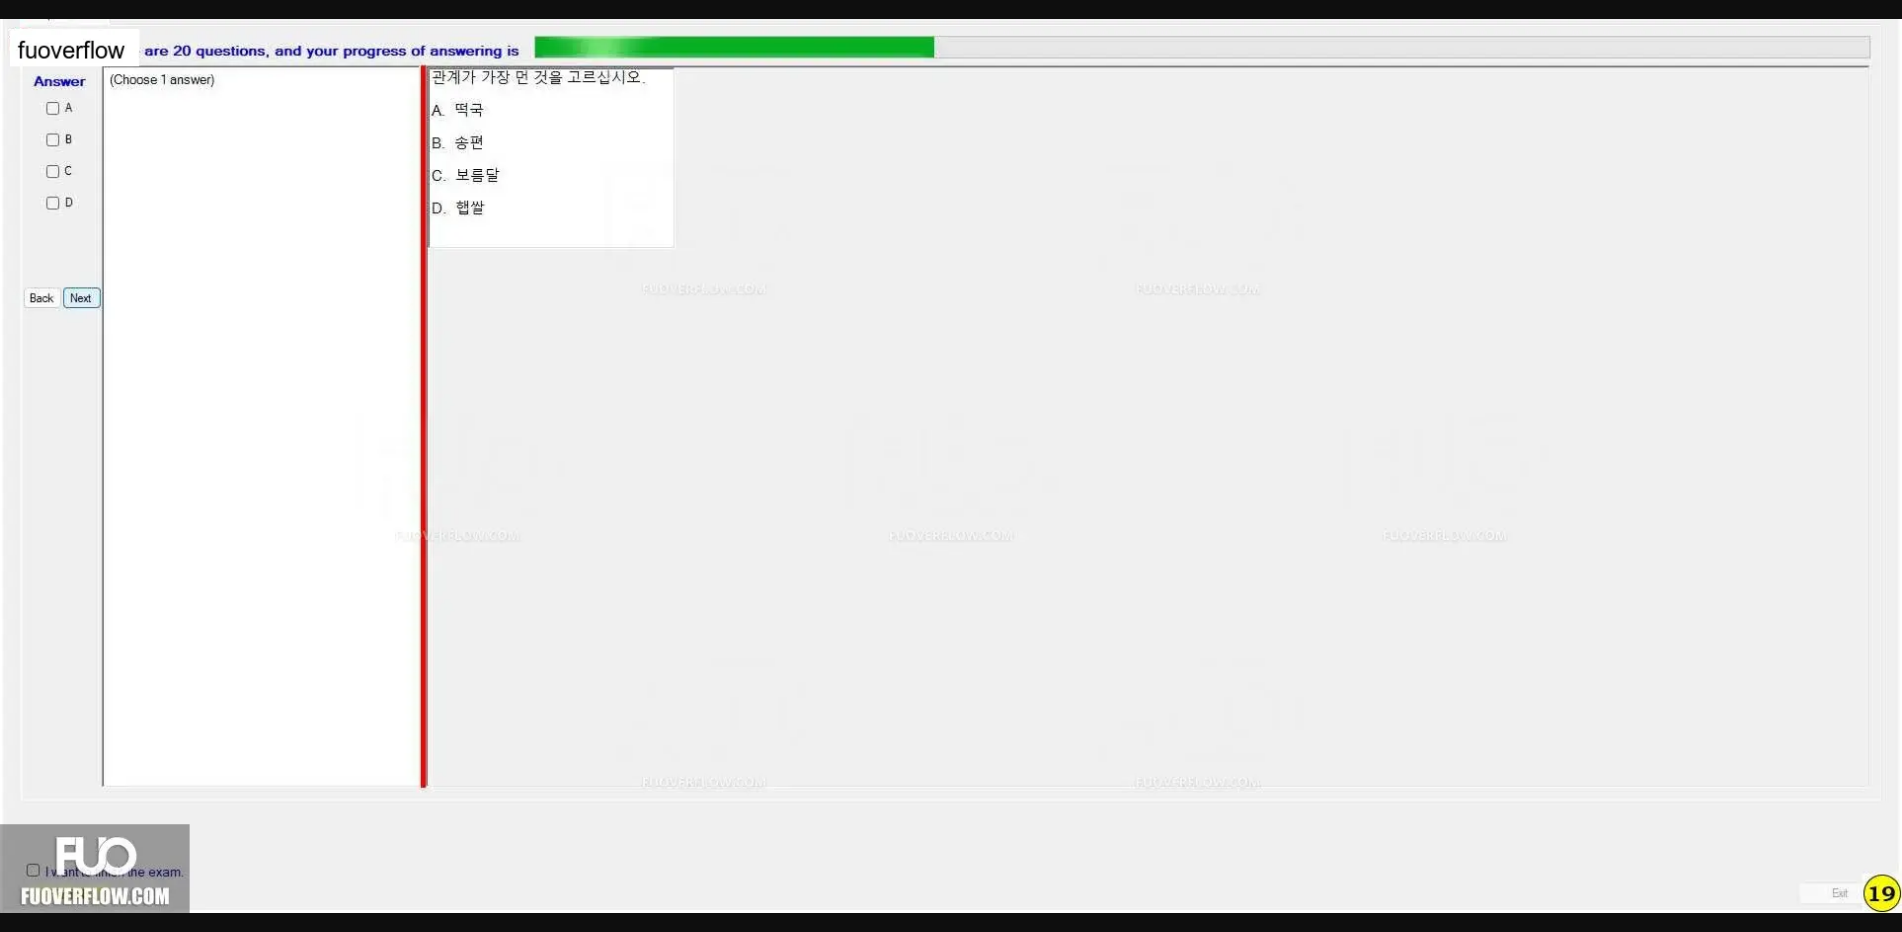 fuoverflow are 20 questions, and your progress of answering is
Answer
(Choose 1 answer)
A
B
C
D
Back Next
관계가 가장 먼 것을 고르십시오.
A. 떡국
B. 송편
C. 보름달
D. 햅쌀
FUOVERFLOW.COM FUOVERFLOW.COM
FUOVERFLOW.COM FUOVERFLOW.COM FUOVERFLOW.COM
FUOVERFLOW.COM FUOVERFLOW.COM
FUO
I want to finish the exam.
FUOVERFLOW.COM
Exit 19